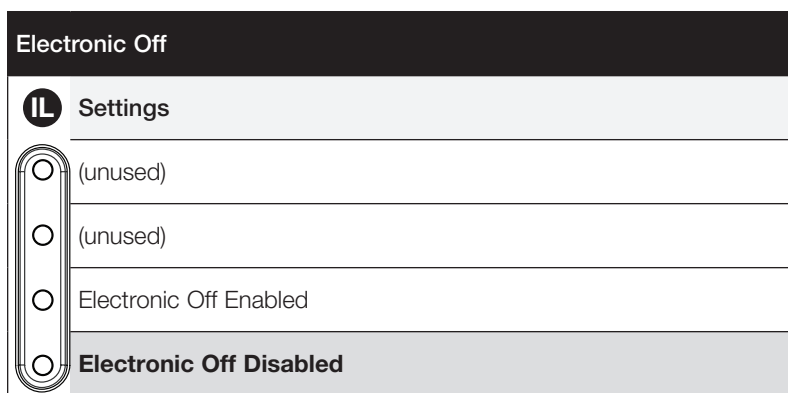 Electronic Off
IL Settings
(unused)
(unused)
Electronic Off Enabled
Electronic Off Disabled